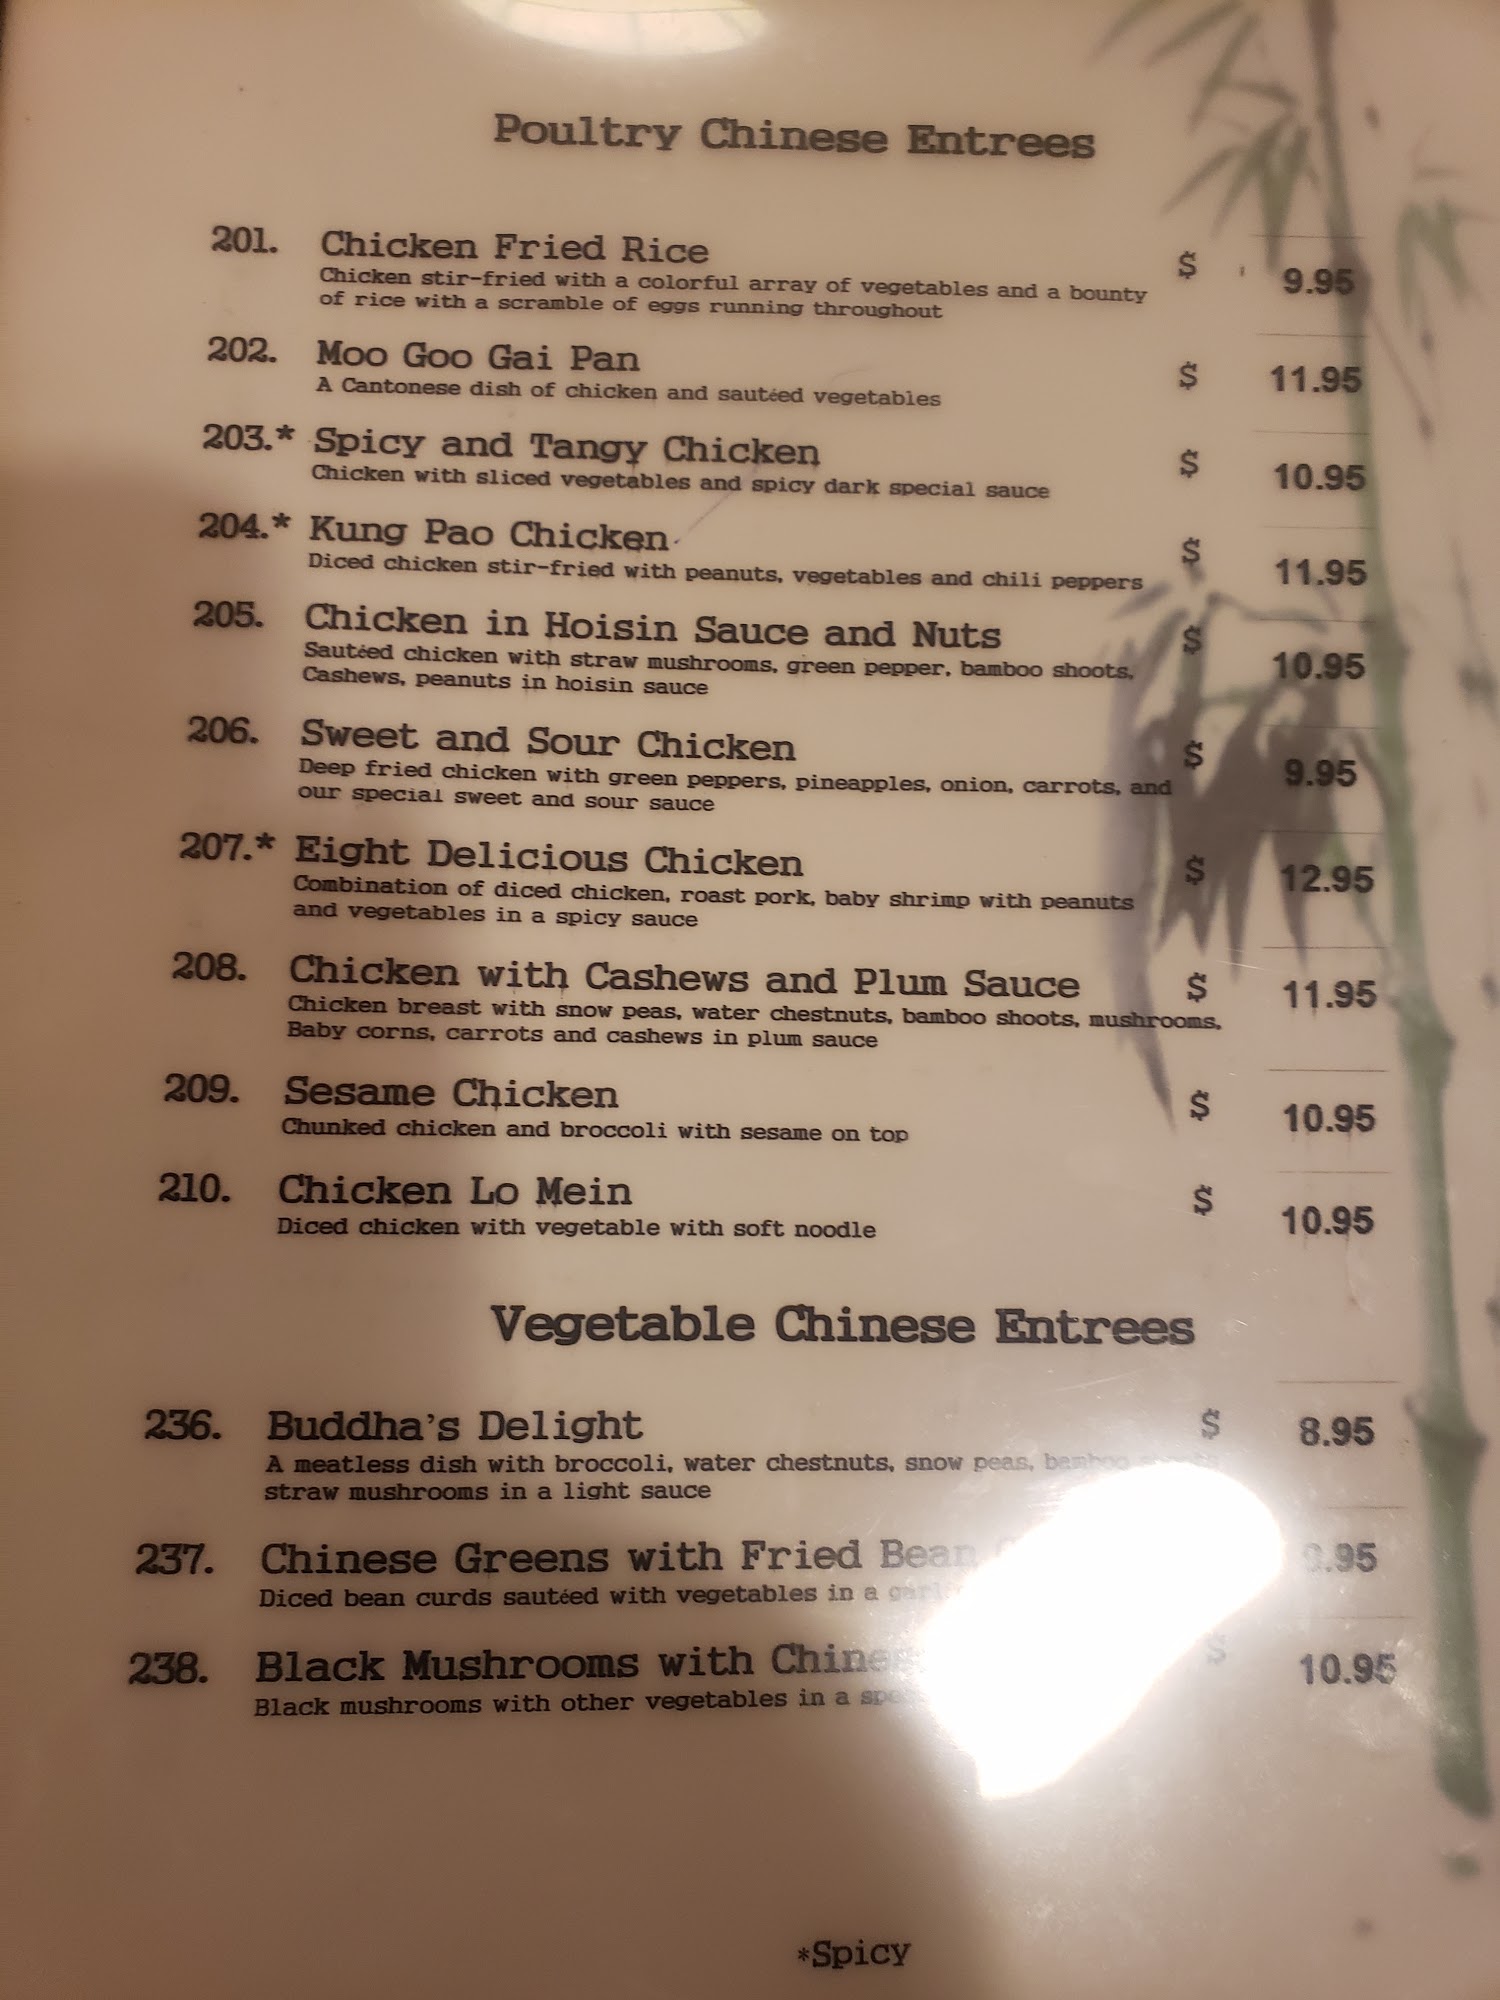 Poultry Chinese Entrees
201. Chicken Fried Rice $ 9.95
Chicken stir-fried with a colorful array of vegetables and a bounty
of rice with a scramble of eggs running throughout
202. Moo Goo Gai Pan $ 11.95
A Cantonese dish of chicken and sautéed vegetables
203.* Spicy and Tangy Chicken $ 10.95
Chicken with sliced vegetables and spicy dark special sauce
204.* Kung Pao Chicken $ 11.95
Diced chicken stir-fried with peanuts, vegetables and chili peppers
205. Chicken in Hoisin Sauce and Nuts $ 10.95
Sautéed chicken with straw mushrooms, green pepper, bamboo shoots,
Cashews, peanuts in hoisin sauce
206. Sweet and Sour Chicken $ 9.95
Deep fried chicken with green peppers, pineapples, onion, carrots, and
our special sweet and sour sauce
207.* Eight Delicious Chicken $ 12.95
Combination of diced chicken, roast pork, baby shrimp with peanuts
and vegetables in a spicy sauce
208. Chicken with Cashews and Plum Sauce $ 11.95
Chicken breast with snow peas, water chestnuts, bamboo shoots, mushrooms,
Baby corns, carrots and cashews in plum sauce
209. Sesame Chicken $ 10.95
Chunked chicken and broccoli with sesame on top
210. Chicken Lo Mein $ 10.95
Diced chicken with vegetable with soft noodle
Vegetable Chinese Entrees
236. Buddha's Delight $ 8.95
A meatless dish with broccoli, water chestnuts, snow peas, bamboo
straw mushrooms in a light sauce
237. Chinese Greens with Fried Bean
Diced bean curds sautéed with vegetables in a
238. Black Mushrooms with $ 10.95
Black mushrooms with other vegetables in a
*Spicy